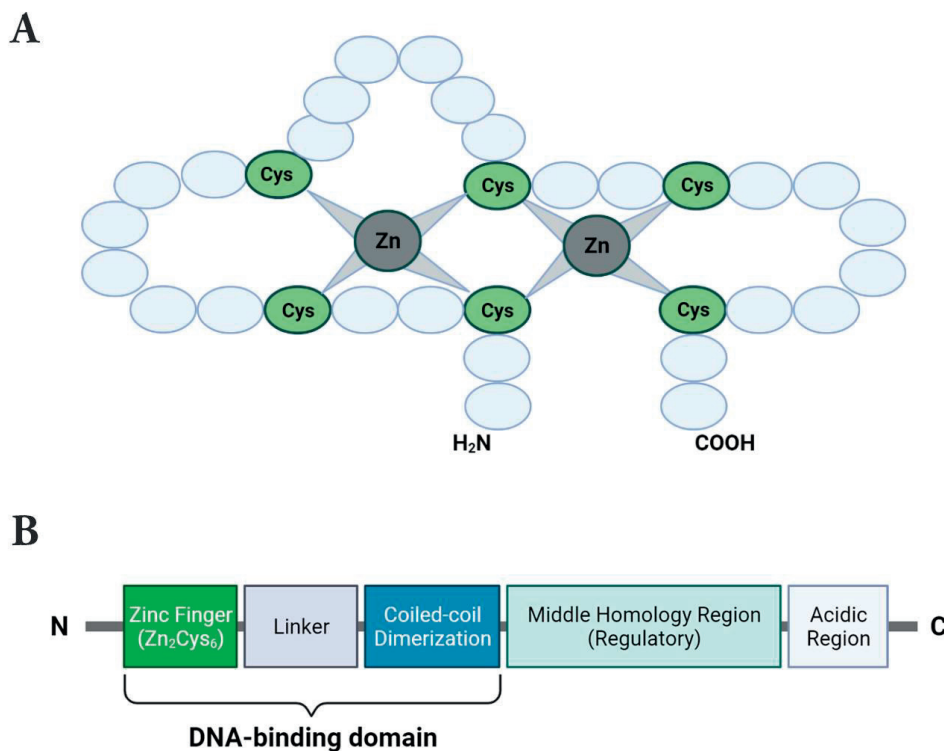 A
Cys
Cys
Cys
Zn
Zn
Cys
Cys
Cys
H₂N
COOH
B
N
Zinc Finger
(Zn₂Cys₆)
Linker
Coiled-coil
Dimerization
Middle Homology Region
(Regulatory)
Acidic
Region
C
DNA-binding domain